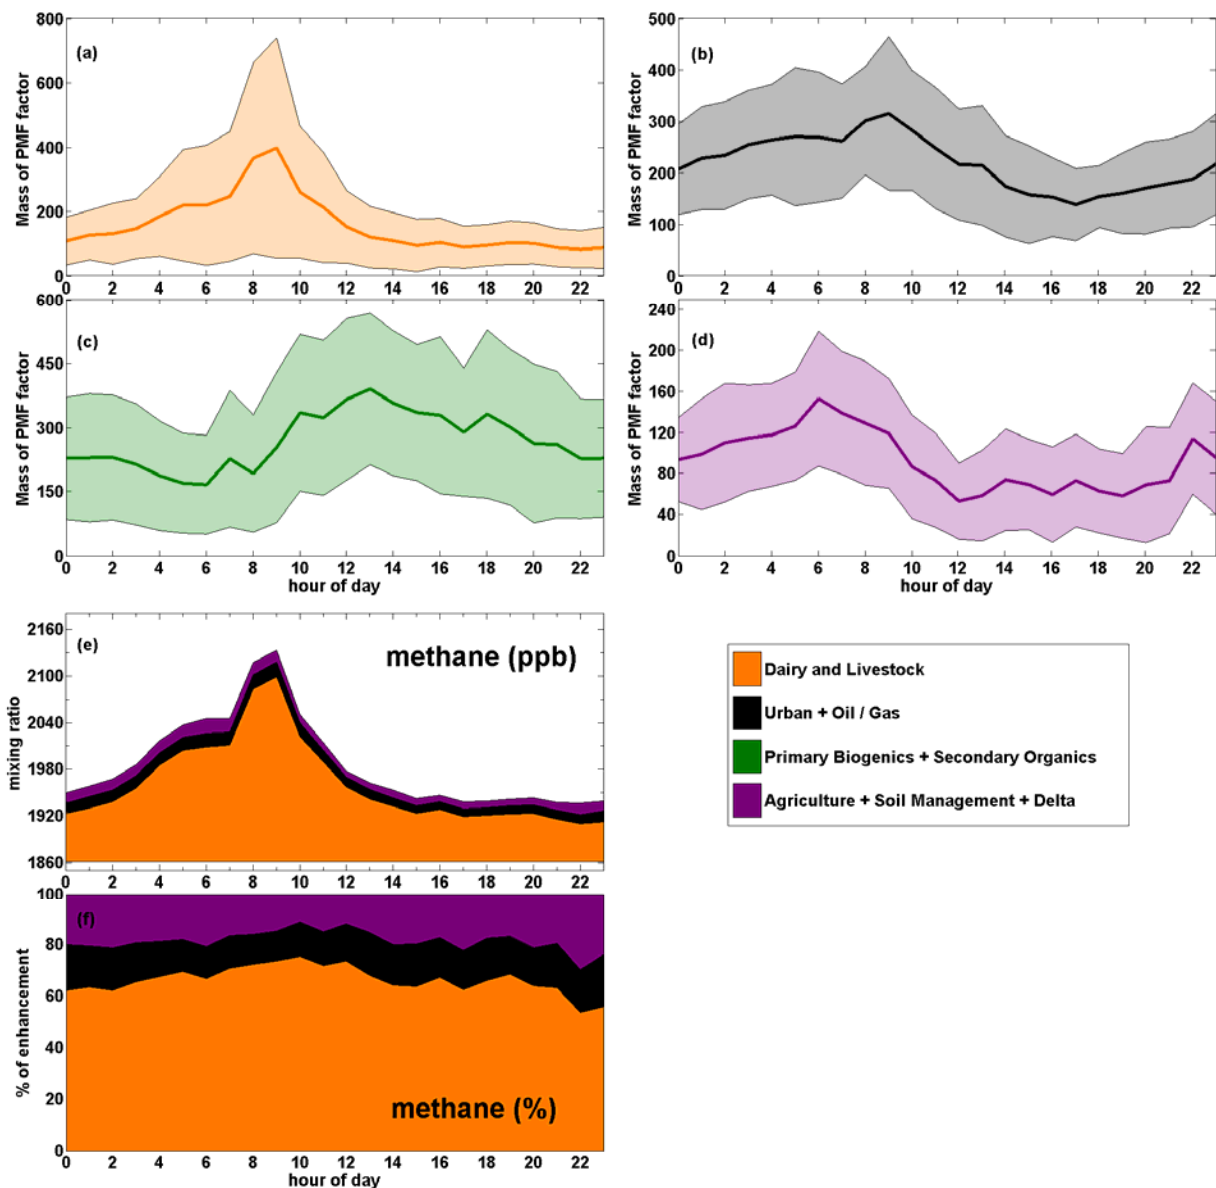 (a)
Mass of PMF factor
800
600
400
200
0
0 2 4 6 8 10 12 14 16 18 20 22
(b)
Mass of PMF factor
500
400
300
200
100
0
0 2 4 6 8 10 12 14 16 18 20 22
(c)
Mass of PMF factor
600
450
300
150
0
0 2 4 6 8 10 12 14 16 18 20 22
hour of day
(d)
Mass of PMF factor
240
200
160
120
80
40
0
0 2 4 6 8 10 12 14 16 18 20 22
hour of day
(e)
methane (ppb)
mixing ratio
2160
2100
2040
1980
1920
1860
0 2 4 6 8 10 12 14 16 18 20 22
Dairy and Livestock
Urban + Oil / Gas
Primary Biogenics + Secondary Organics
Agriculture + Soil Management + Delta
(f)
methane (%)
% of enhancement
100
80
60
40
20
0
0 2 4 6 8 10 12 14 16 18 20 22
hour of day